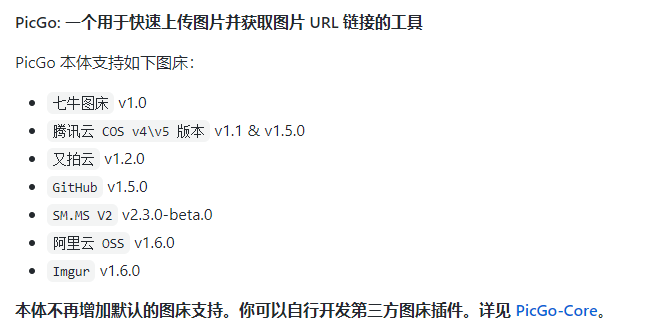 PicGo: 一个用于快速上传图片并获取图片 URL 链接的工具
PicGo 本体支持如下图床：
七牛图床 v1.0
腾讯云 COS v4\v5 版本 v1.1 & v1.5.0
又拍云 v1.2.0
GitHub v1.5.0
SM.MS V2 v2.3.0-beta.0
阿里云 OSS v1.6.0
Imgur v1.6.0
本体不再增加默认的图床支持。你可以自行开发第三方图床插件。详见 PicGo-Core。